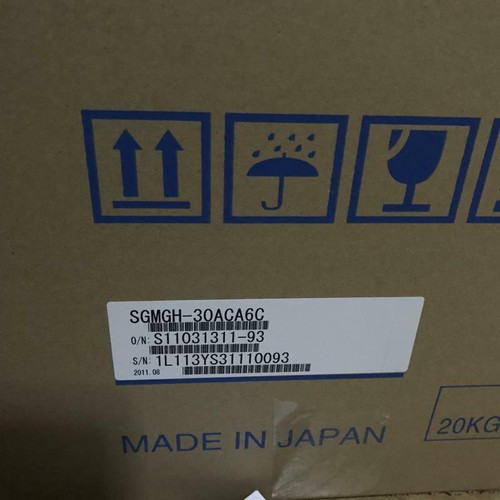 SGMGH-30ACA6C
O/N: S11031311-93
S/N: 1L113YS31110093
2011.08
MADE IN JAPAN
20KG